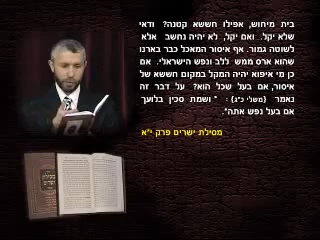 בית מיחוש, אפילו חששא קטנה? ודאי
שלא יקל. ואם יקל, לא יהיה נחשב אלא
לשוטה גמור. אף איסור המאכל כבר בארנו
שהוא ארס ממש ללב ונפש הישראלי. אם
כן מי איפוא יהיה המקל במקום חששא של
איסור, אם בעל שכל הוא? על דבר זה
נאמר (משלי כ"ג): "ושמת סכין בלועך
אם בעל נפש אתה".
מסילת ישרים פרק י"א